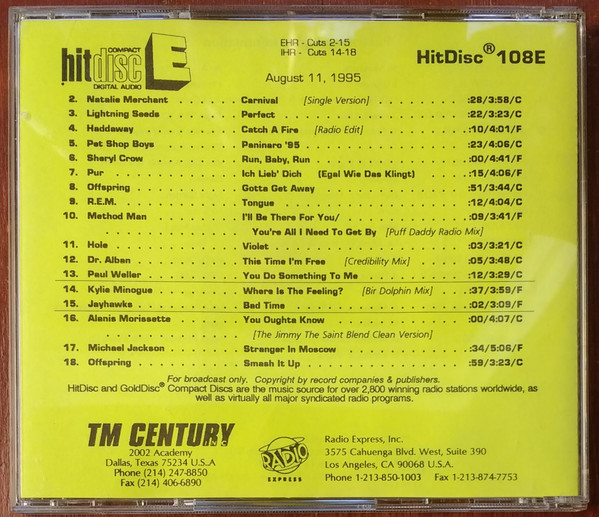 COMPACT
hitdisc E
DIGITAL AUDIO
EHR - Cuts 2-15
IHR - Cuts 14-18
August 11, 1995
HitDisc® 108E
2. Natalie Merchant . . . . . . . Carnival [Single Version] . . . . . . . . . :28/3:58/C
3. Lightning Seeds . . . . . . . . Perfect . . . . . . . . . . . . . . . . . . . . :22/3:23/C
4. Haddaway . . . . . . . . . . . Catch A Fire [Radio Edit] . . . . . . . . . :10/4:01/F
5. Pet Shop Boys . . . . . . . . . Paninaro '95 . . . . . . . . . . . . . . . . . :23/4:06/C
6. Sheryl Crow . . . . . . . . . . Run, Baby, Run . . . . . . . . . . . . . . . :00/4:41/F
7. Pur . . . . . . . . . . . . . . . Ich Lieb' Dich (Egal Wie Das Klingt) . . . . :15/4:06/F
8. Offspring . . . . . . . . . . . . Gotta Get Away . . . . . . . . . . . . . . . :51/3:44/C
9. R.E.M. . . . . . . . . . . . . . Tongue . . . . . . . . . . . . . . . . . . . . :12/4:04/C
10. Method Man . . . . . . . . . . I'll Be There For You/ . . . . . . . . . . . . :09/3:41/F
. . . . . . . . . . . . . You're All I Need To Get By [Puff Daddy Radio Mix]
11. Hole . . . . . . . . . . . . . . Violet . . . . . . . . . . . . . . . . . . . . . :03/3:21/C
12. Dr. Alban . . . . . . . . . . . This Time I'm Free [Credibility Mix] . . . . . :05/3:48/C
13. Paul Weller . . . . . . . . . . You Do Something To Me . . . . . . . . . . . :12/3:29/C
14. Kylie Minogue . . . . . . . . . Where Is The Feeling? [Bir Dolphin Mix] . . . . :37/3:59/F
15. Jayhawks . . . . . . . . . . . Bad Time . . . . . . . . . . . . . . . . . . . :02/3:09/F
16. Alanis Morissette . . . . . . . You Oughta Know . . . . . . . . . . . . . . :00/4:07/C
. . . . . . . . . . . . . [The Jimmy The Saint Blend Clean Version]
17. Michael Jackson . . . . . . . . Stranger In Moscow . . . . . . . . . . . . . :34/5:06/F
18. Offspring . . . . . . . . . . . Smash It Up . . . . . . . . . . . . . . . . . :59/3:23/C
For broadcast only. Copyright by record companies & publishers.
HitDisc and GoldDisc® Compact Discs are the music source for over 2,800 winning radio stations worldwide, as
well as virtually all major syndicated radio programs.
TM CENTURY INC
2002 Academy
Dallas, Texas 75234 U.S.A
Phone (214) 247-8850
Fax (214) 406-6890
RADIO
EXPRESS
Radio Express, Inc.
3575 Cahuenga Blvd. West, Suite 390
Los Angeles, CA 90068 U.S.A.
Phone 1-213-850-1003 Fax 1-213-874-7753